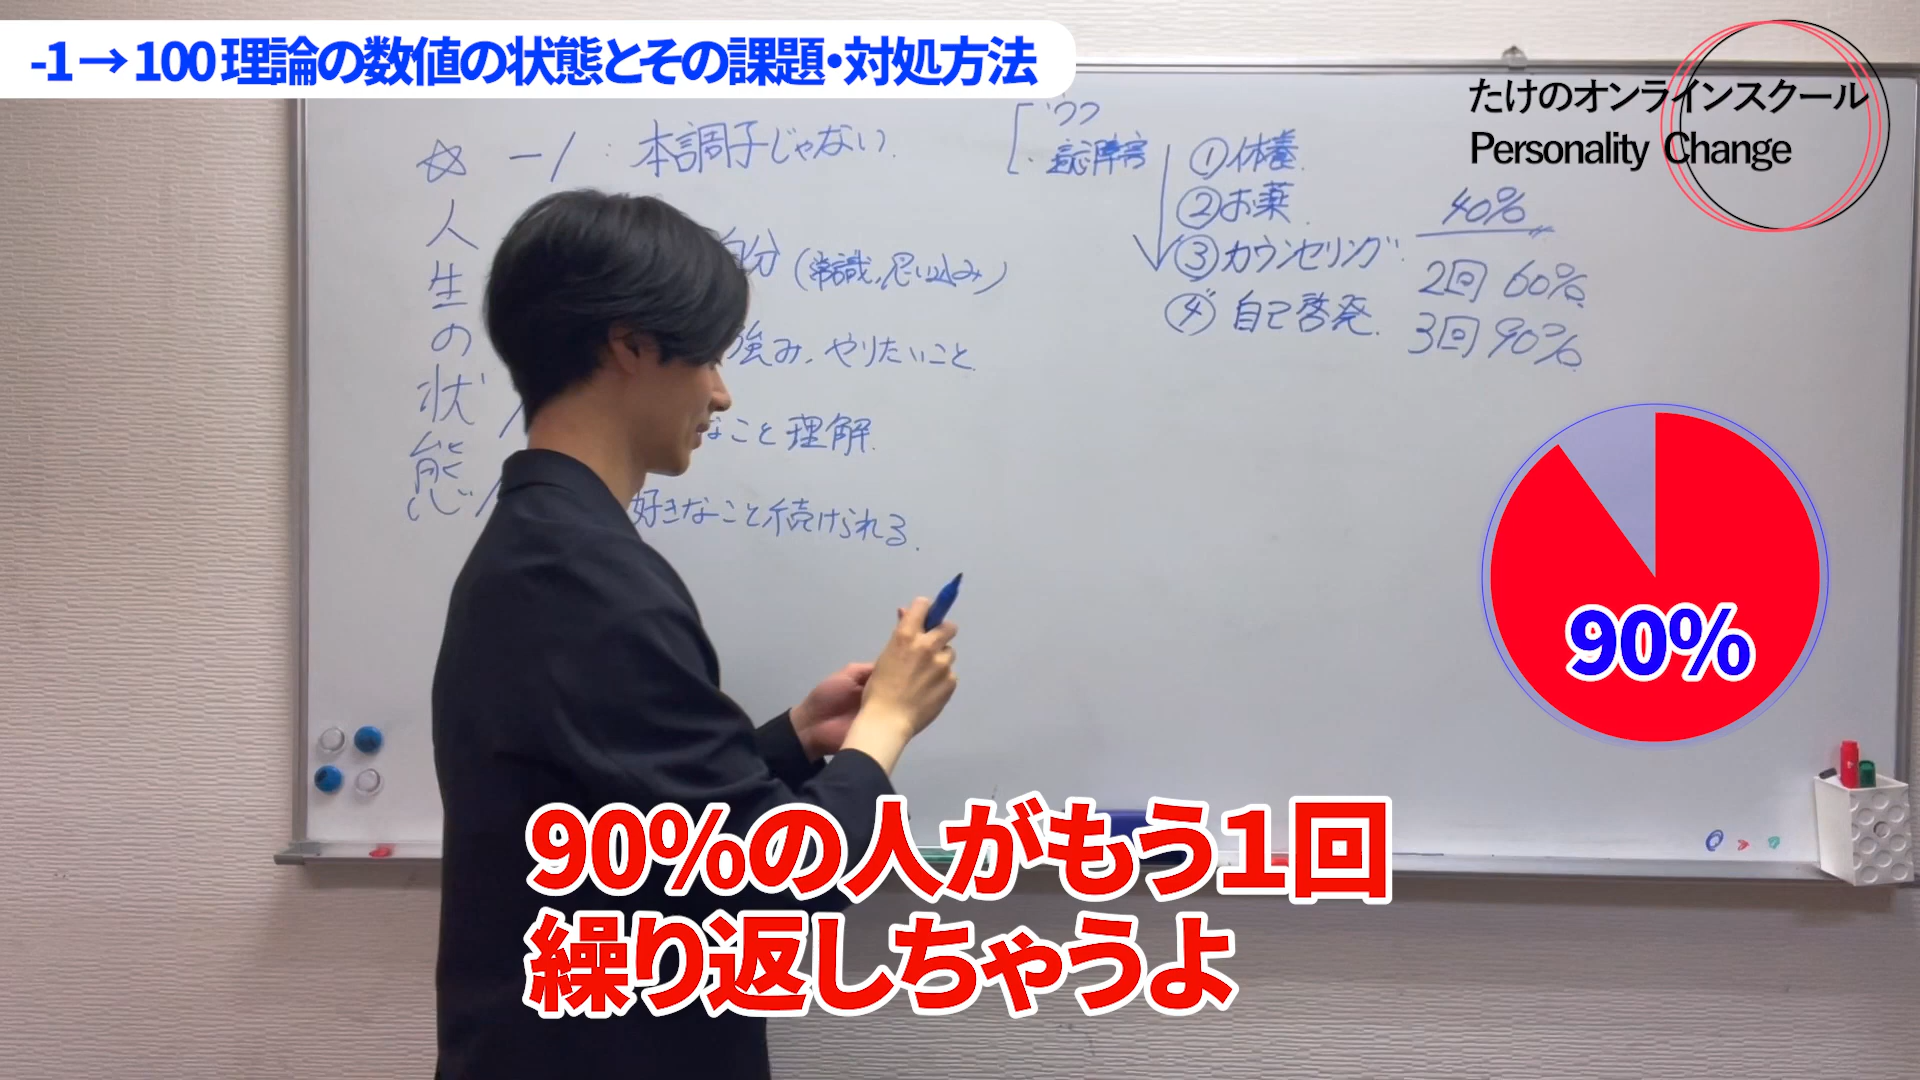 -1→100理論の数値の状態とその課題・対処方法
たけのオンラインスクール
Personality Change
☆ -1 : 本調子じゃない.
人生の状態
自分 (常識,思い込み)
強み, やりたいこと.
なこと 理解.
好きなこと続けられる.
・うつ
障害
①休養.
②お薬.
③カウンセリング.
④ 自己啓発.
40%
2回 60%
3回 90%
90%
90%の人がもう1回
繰り返しちゃうよ